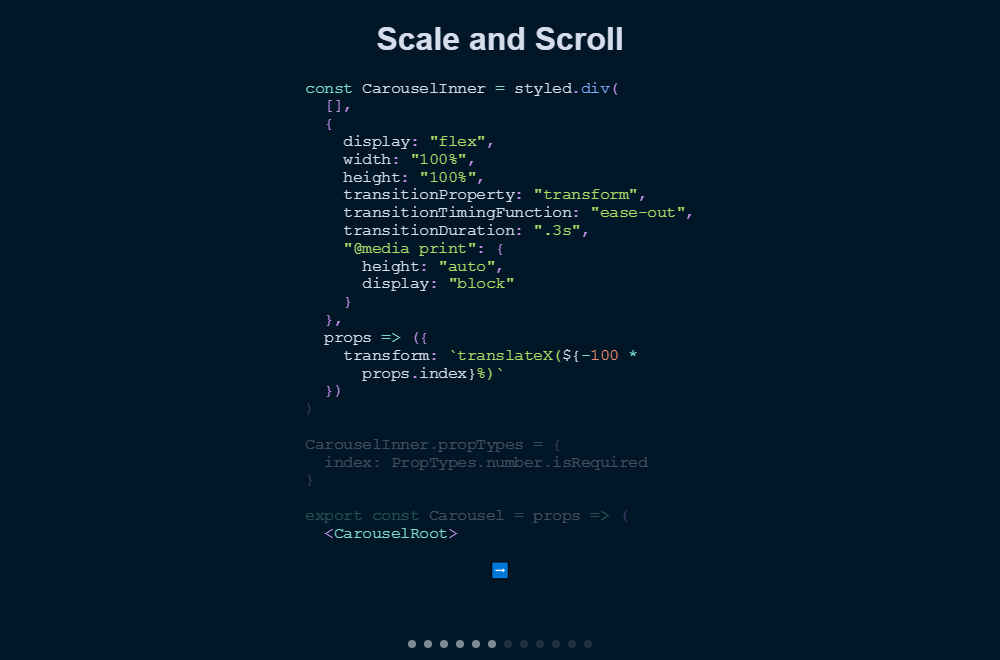 Scale and Scroll
const CarouselInner = styled.div(
  [],
  {
    display: "flex",
    width: "100%",
    height: "100%",
    transitionProperty: "transform",
    transitionTimingFunction: "ease-out",
    transitionDuration: ".3s",
    "@media print": {
      height: "auto",
      display: "block"
    }
  },
  props => ({
    transform: `translateX(${-100 *
      props.index}%)`
  })
)
CarouselInner.propTypes = {
  index: PropTypes.number.isRequired
}
export const Carousel = props => (
  <CarouselRoot>
➡